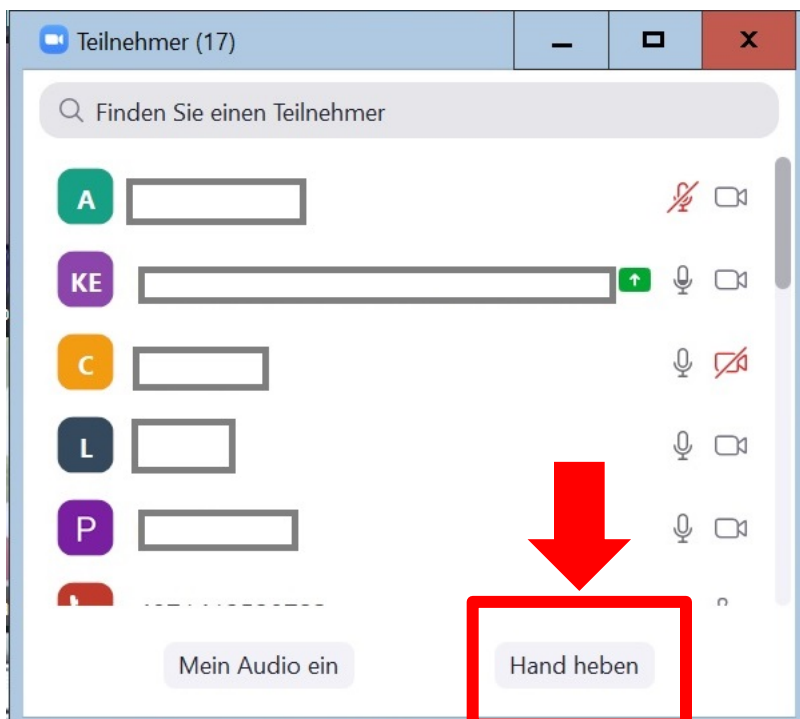 Teilnehmer (17)
Finden Sie einen Teilnehmer
A
KE
C
L
P
Mein Audio ein
Hand heben